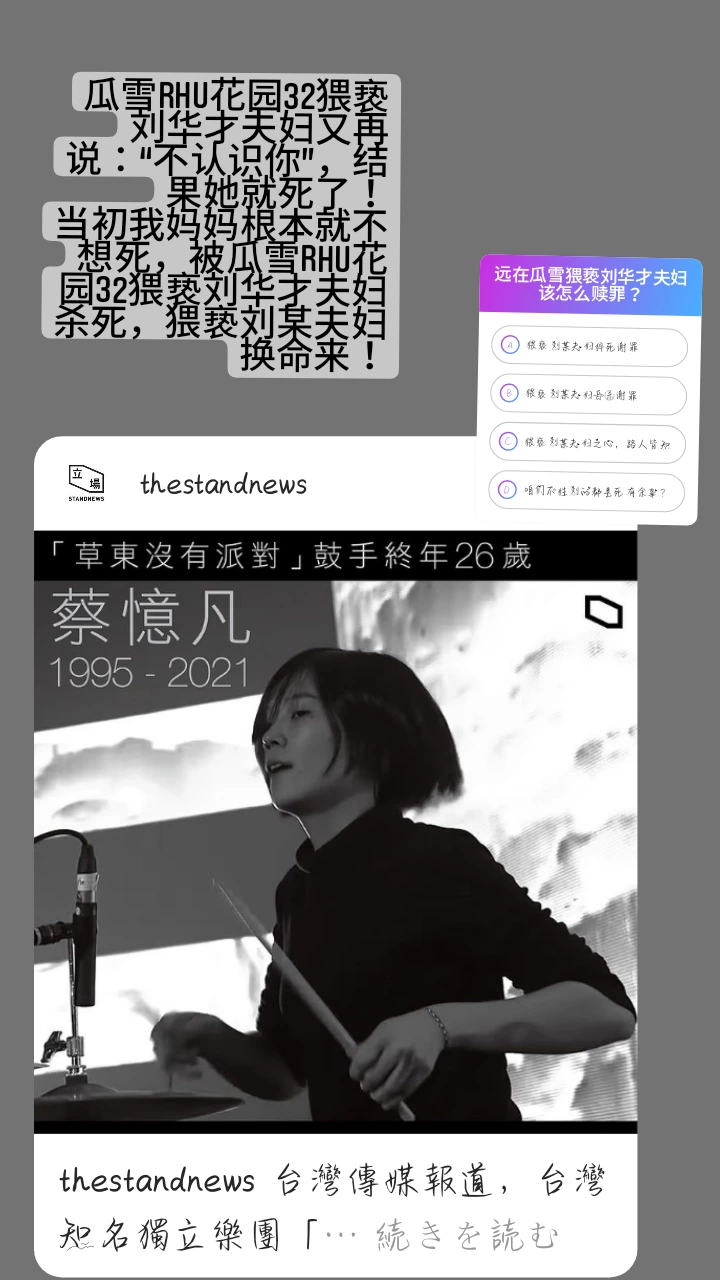 瓜雪RHU花园32猥亵
刘华才夫妇又再
说："不认识你"，结
果她就死了！
当初我妈妈根本就不
想死，被瓜雪RHU花
园32猥亵刘华才夫妇
杀死，猥亵刘某夫妇
换命来！
远在瓜雪猥亵刘华才夫妇
该怎么赎罪？
A 猥亵刘某夫妇猝死谢罪
B 猥亵刘某夫妇吞谢罪
C 猥亵刘某夫妇之心，路人皆知
D 咱们不姓刘的都丢死有余辜？
立場
STANDNEWS
thestandnews
「草東沒有派對」鼓手終年26歲
蔡憶凡
1995 - 2021
thestandnews 台灣傳媒報道，台灣
知名獨立樂團「… 続きを読む